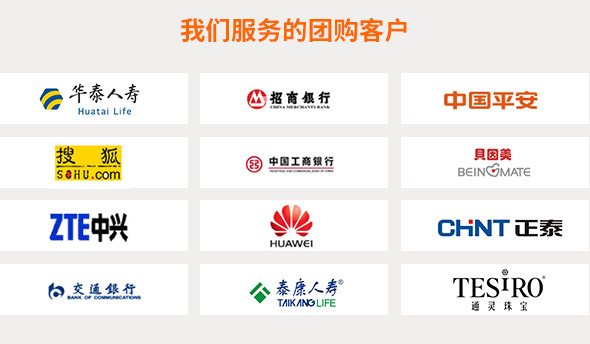 我们服务的团购客户
华泰人寿
Huatai Life
招商银行
CHINA MERCHANTS BANK
中国平安
搜狐
SOHU.com
中国工商银行
INDUSTRIAL AND COMMERCIAL BANK OF CHINA
贝因美
BEINGMATE
ZTE中兴
HUAWEI
CHNT 正泰
交通銀行
BANK OF COMMUNICATIONS
泰康人寿®
TAIKANG LIFE
TESIRO®
通灵珠宝